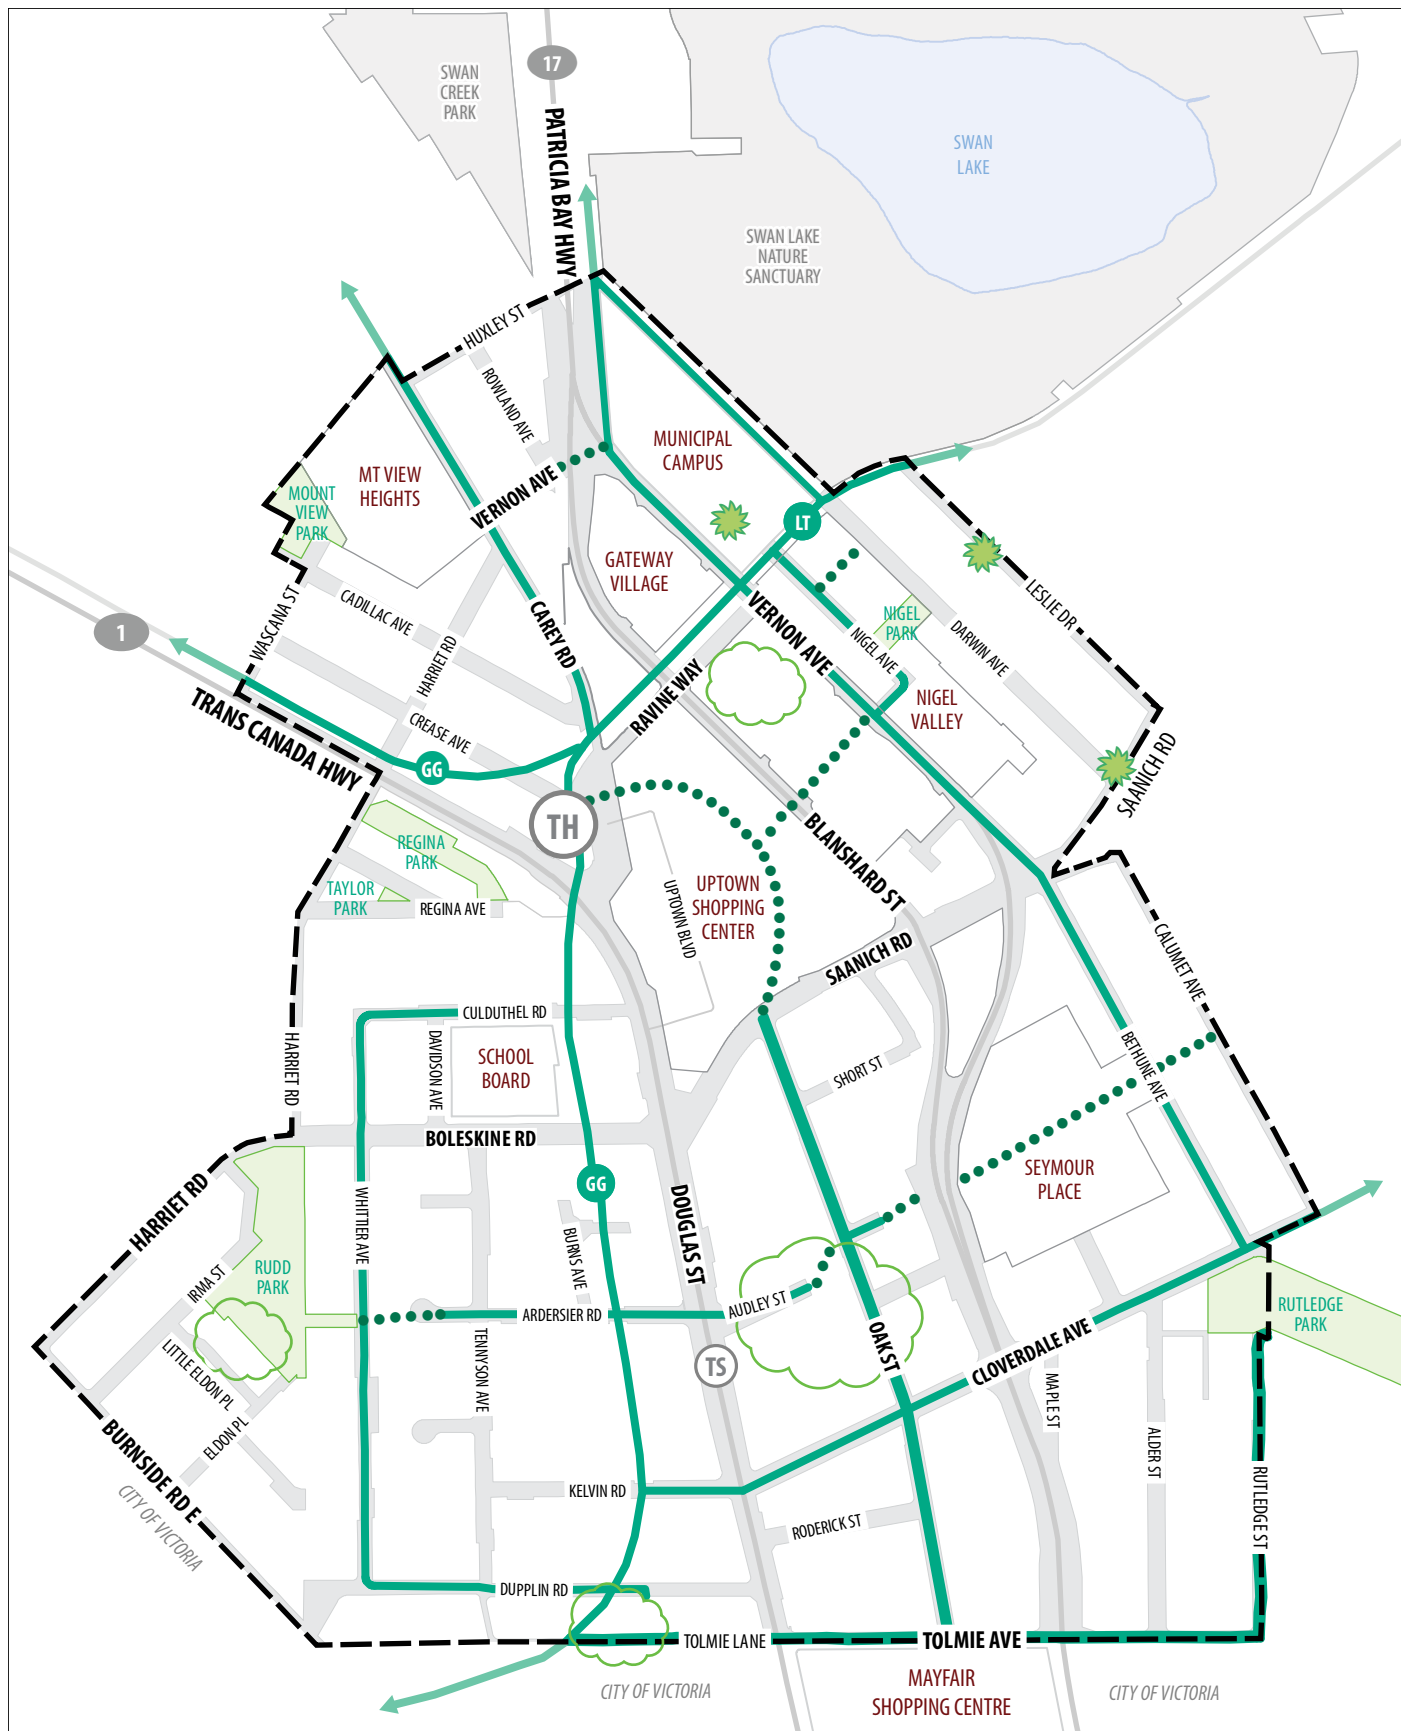 17
SWAN
CREEK
PARK
PATRICIA BAY HWY
SWAN
LAKE
SWAN LAKE
NATURE
SANCTUARY
HUXLEY ST
ROWLAND AVE
MUNICIPAL
CAMPUS
MT VIEW
HEIGHTS
VERNON AVE
MOUNT
VIEW
PARK
LT
GATEWAY
VILLAGE
LESLIE DR
WASCANA ST
CADILLAC AVE
CAREY RD
VERNON AVE
NIGEL
PARK
NIGEL AVE
DARWIN AVE
1
HARRIET RD
RAVINE WAY
NIGEL
VALLEY
TRANS CANADA HWY
CREASE AVE
GG
SAANICH RD
TH
BLANSHARD ST
REGINA
PARK
TAYLOR
PARK
REGINA AVE
UPTOWN BLVD
UPTOWN
SHOPPING
CENTER
SAANICH RD
CALUMET AVE
CULDUTHEL RD
HARRIET RD
DAVIDSON AVE
SCHOOL
BOARD
SHORT ST
BETHUNE AVE
BOLESKINE RD
GG
SEYMOUR
PLACE
HARRIET RD
WHITTIER AVE
DOUGLAS ST
BURNS AVE
RUDD
PARK
IRMA ST
ARDERSIER RD
AUDLEY ST
RUTLEDGE
PARK
OAK ST
TENNYSON AVE
TS
CLOVERDALE AVE
LITTLE ELDON PL
ELDON PL
MAPLE ST
ALDER ST
BURNSIDE RD E
CITY OF VICTORIA
KELVIN RD
RODERICK ST
RUTLEDGE ST
DUPPLIN RD
TOLMIE LANE
TOLMIE AVE
MAYFAIR
SHOPPING CENTRE
CITY OF VICTORIA
CITY OF VICTORIA